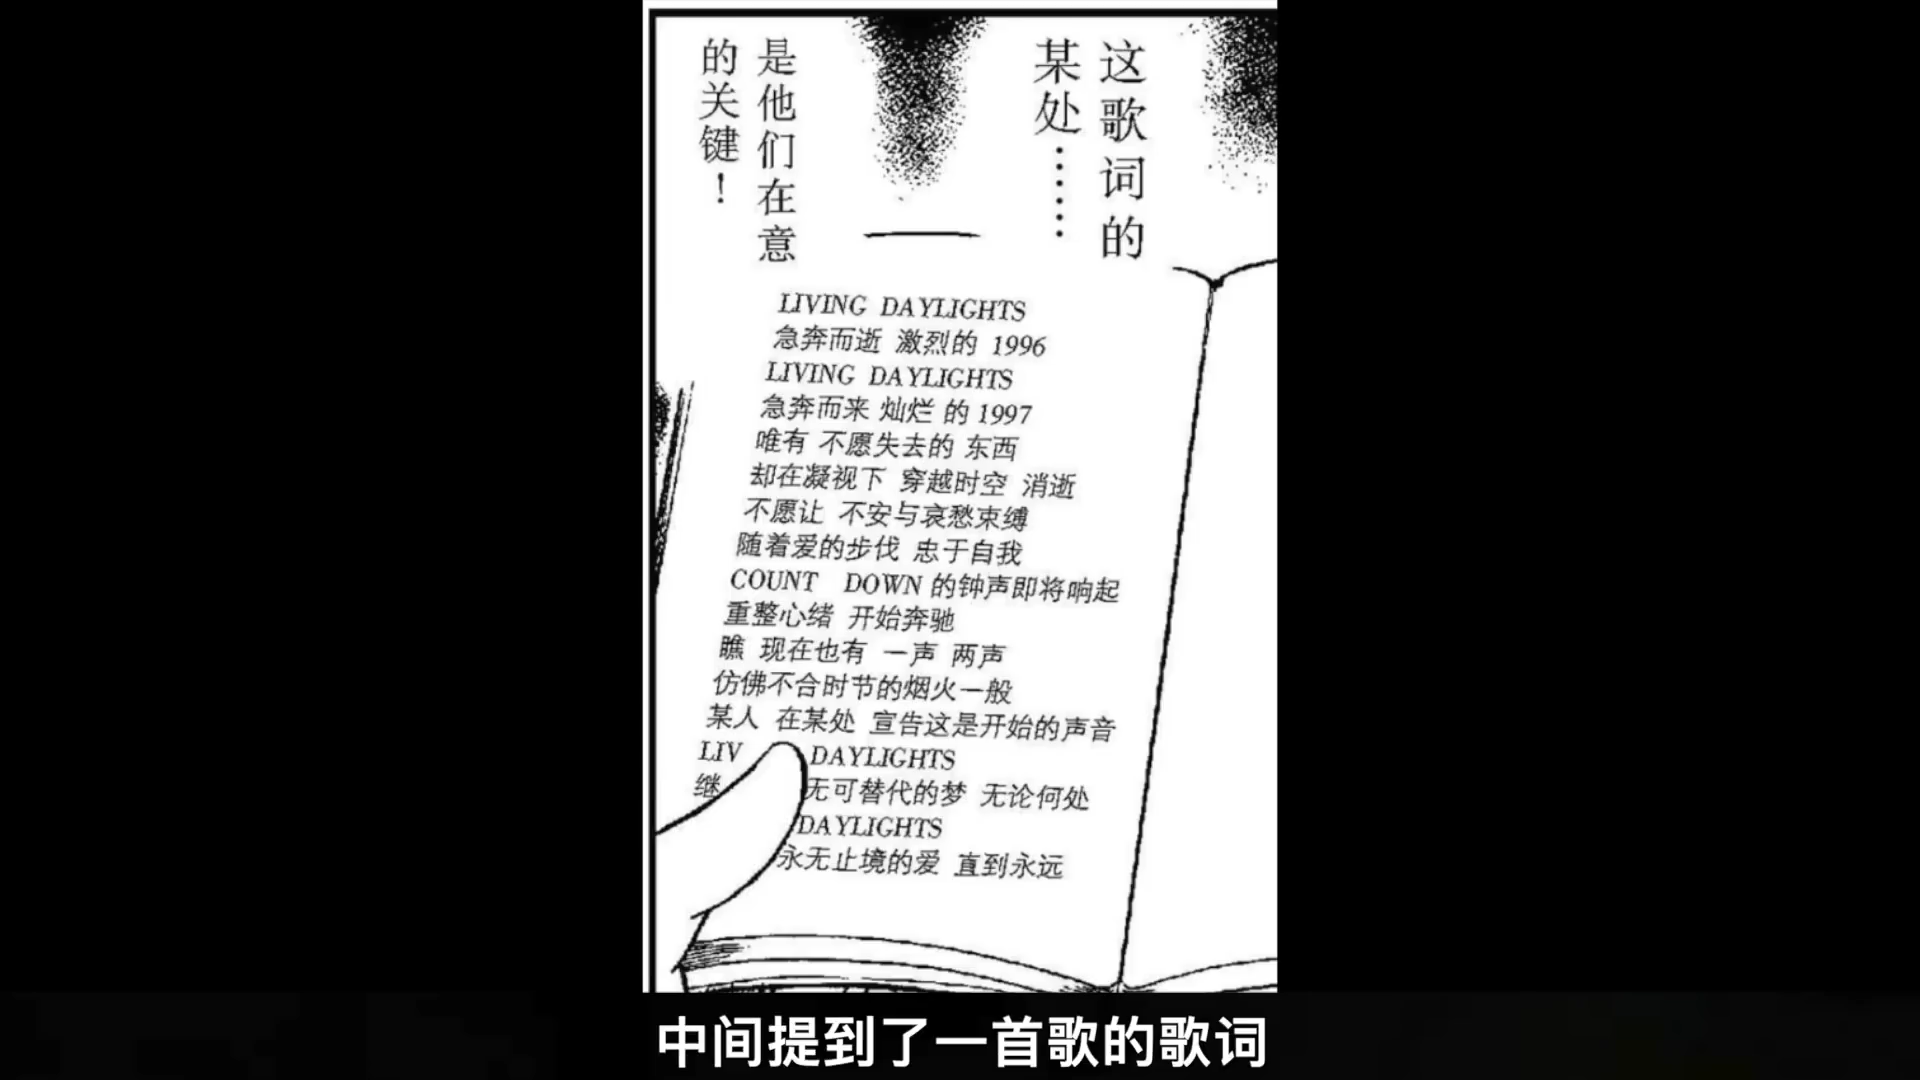 这歌词的
某处……
是他们在意
的关键！
LIVING DAYLIGHTS
急奔而逝 激烈的 1996
LIVING DAYLIGHTS
急奔而来 灿烂 的 1997
唯有 不愿失去的 东西
却在凝视下 穿越时空 消逝
不愿让 不安与哀愁束缚
随着爱的步伐 忠于自我
COUNT DOWN 的钟声即将响起
重整心绪 开始奔驰
瞧 现在也有 一声 两声
仿佛不合时节的烟火一般
某人 在某处 宣告这是开始的声音
LIV DAYLIGHTS
继 无可替代的梦 无论何处
DAYLIGHTS
永无止境的爱 直到永远
中间提到了一首歌的歌词